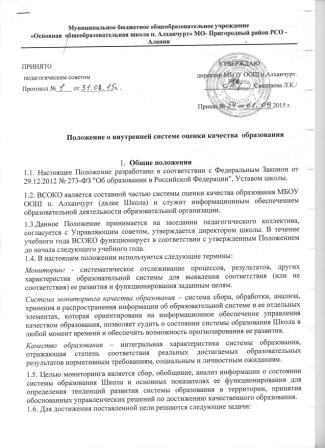 Муниципальное бюджетное общеобразовательное учреждение
«Основная общеобразовательная школа п. Алханчурт» МО- Пригородный район РСО -
Алания
ПРИНЯТО
педагогическим советом
Протокол № 1 от 31.08.15г.
УТВЕРЖДАЮ
директор МБОУ ООШ п.Алханчурт.
Л.К./
Приказ № 24 от 01.09 2015 г.
Положение о внутренней системе оценки качества образования
1. Общие положения
1.1. Настоящее Положение разработано в соответствии с Федеральным Законом от
29.12.2012 № 273-ФЗ "Об образовании в Российской Федерации", Уставом школы.
1.2. ВСОКО является составной частью системы оценки качества образования МБОУ
ООШ п. Алханчурт (далее Школа) и служит информационным обеспечением
образовательной деятельности образовательной организации.
1.3.Данное Положение принимается на заседании педагогического коллектива,
согласуется с Управляющим советом, утверждается директором школы. В течение
учебного года ВСОКО функционирует в соответствии с утвержденным Положением
до начала следующего учебного года.
1.4. В настоящем положении используются следующие термины:
Мониторинг - систематическое отслеживание процессов, результатов, других
характеристик образовательной системы для выявления соответствия (или не
соответствия) ее развития и функционирования заданным целям.
Система мониторинга качества образования – система сбора, обработки, анализа,
хранения и распространения информации об образовательной системе и ее отдельных
элементах, которая ориентирована на информационное обеспечение управления
качеством образования, позволяет судить о состоянии системы образования Школа в
любой момент времени и обеспечить возможность прогнозирования ее развития.
Качество образования – интегральная характеристика системы образования,
отражающая степень соответствия реальных достигаемых образовательных
результатов нормативным требованиям, социальным и личностным ожиданиям.
1.5. Целью мониторинга является сбор, обобщение, анализ информации о состоянии
системы образования Школа и основных показателях ее функционирования для
определения тенденций развития системы образования в территории, принятия
обоснованных управленческих решений по достижению качественного образования.
1.6. Для достижения поставленной цели решаются следующие задачи: